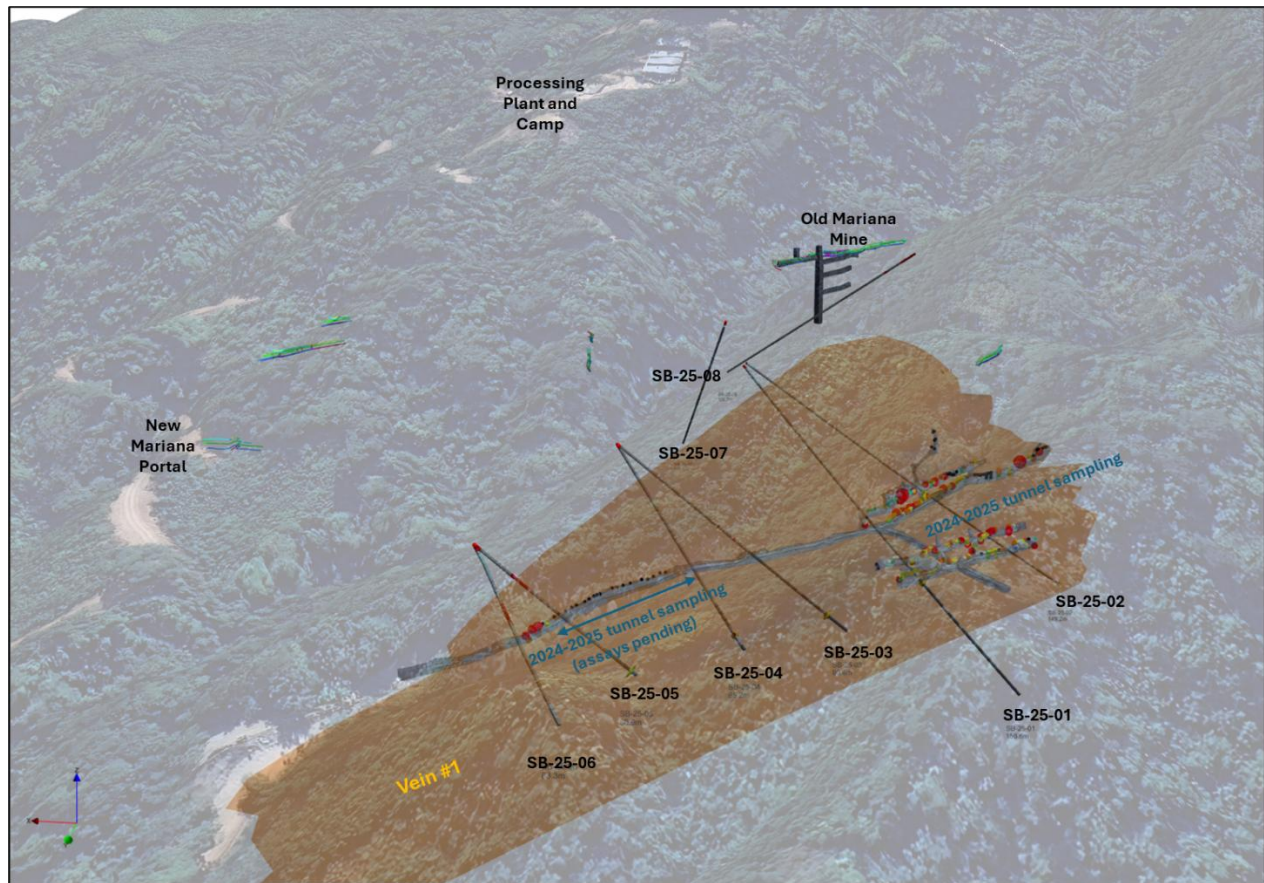 Processing
Plant and
Camp
Old Mariana
Mine
SB-25-08
New
Mariana
Portal
SB-25-07
2024-2025 tunnel sampling
SB-25-02
2024-2025 tunnel sampling
(assays pending)
SB-25-03
SB-25-04
SB-25-05
SB-25-01
SB-25-06
Vein #1
Z